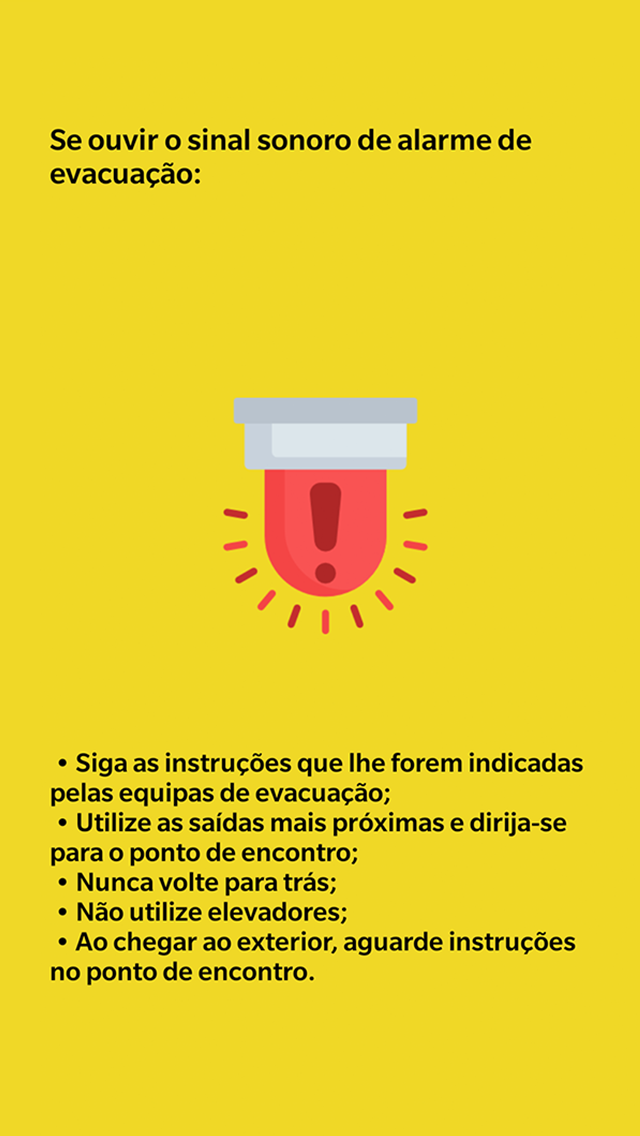 Se ouvir o sinal sonoro de alarme de
evacuação:
!
• Siga as instruções que lhe forem indicadas
pelas equipas de evacuação;
• Utilize as saídas mais próximas e dirija-se
para o ponto de encontro;
• Nunca volte para trás;
• Não utilize elevadores;
• Ao chegar ao exterior, aguarde instruções
no ponto de encontro.